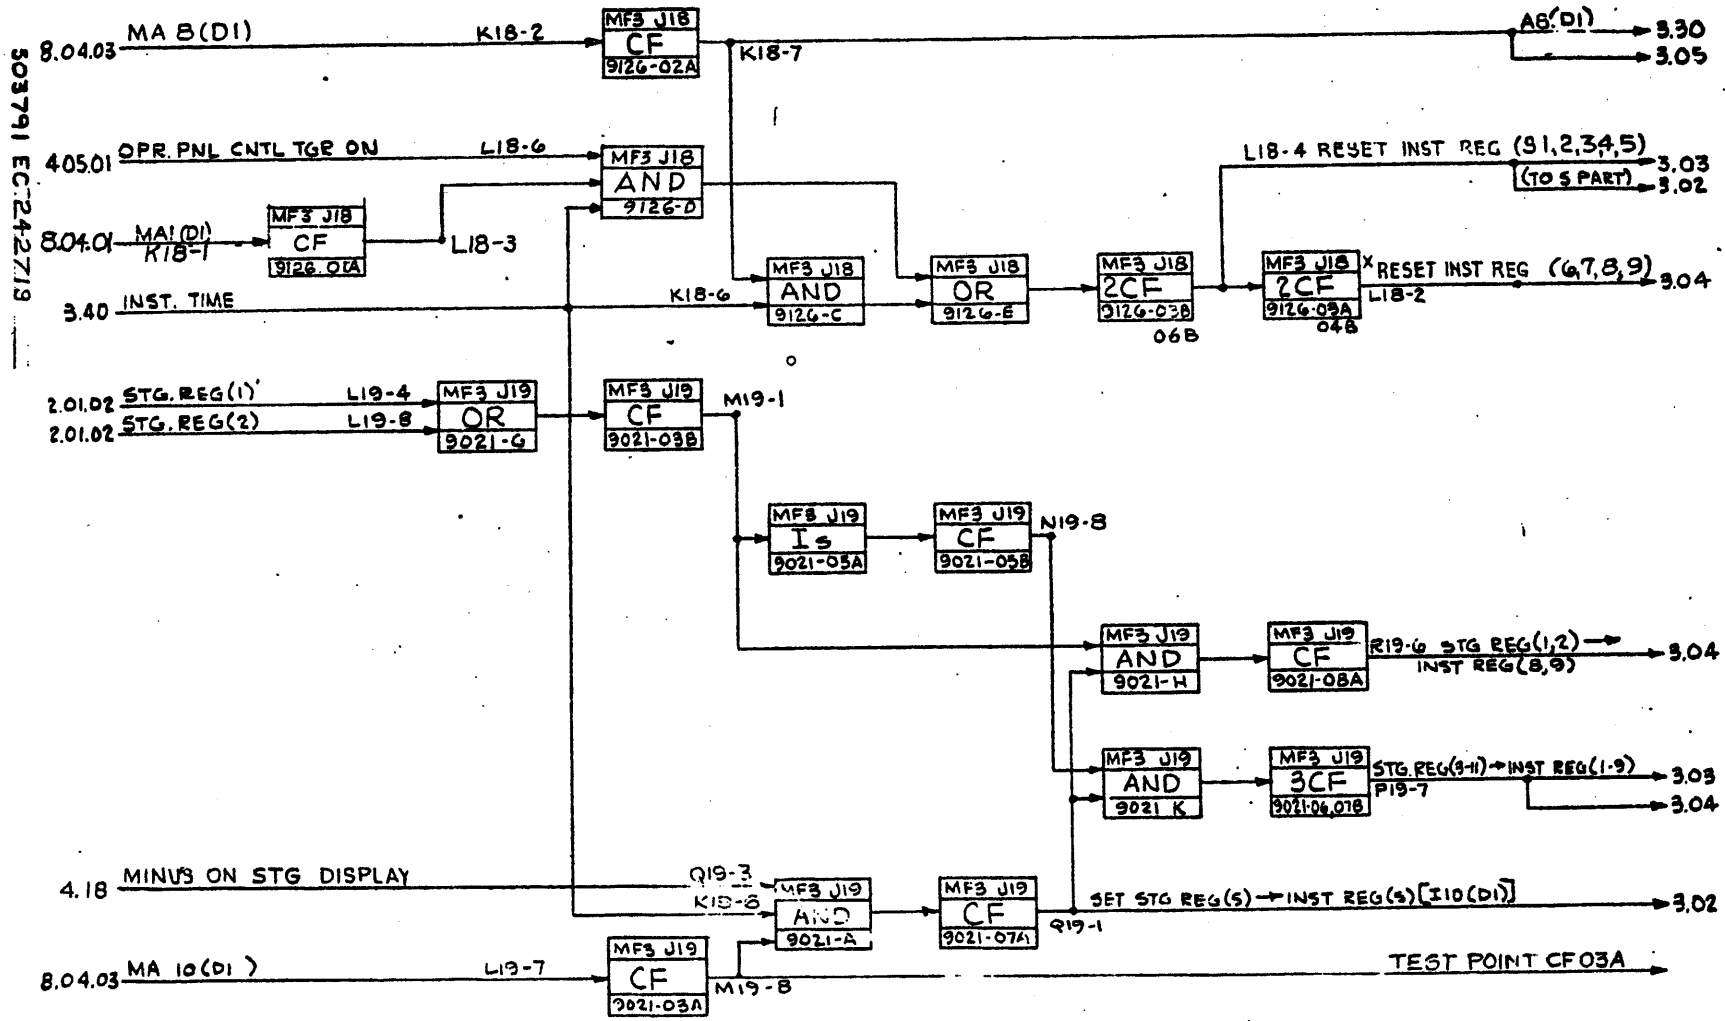 503791 EC.242719
8.04.03 MA 8(D1) K18-2
MF3 J18
CF
9126-02A
K18-7
A8(D1) 3.30
3.05
4.05.01 OPR. PNL CNTL TGR ON L18-6
MF3 J18
AND
9126-D
L18-4 RESET INST REG (S1,2,3,4,5) 3.03
(TO S PART) 3.02
8.04.01 MA1(D1)
K18-1
MF3 J18
CF
9126.01A
L18-3
3.40 INST. TIME K18-6
MF3 J18
AND
9126-C
MF3 J18
OR
9126-E
MF3 J18
2CF
9126-03B
06B
MF3 J18
2CF
9126-03A
04B
X RESET INST REG (6,7,8,9) 3.04
L18-2
2.01.02 STG. REG(1) L19-4
2.01.02 STG. REG(2) L19-8
MF3 J19
OR
9021-G
MF3 J19
CF
9021-03B
M19-1
MF3 J19
Is
9021-05A
MF3 J19
CF
9021-05B
N19-8
MF3 J19
AND
9021-H
MF3 J19
CF
9021-08A
R19-6 STG REG(1,2) →
INST REG(8,9)
3.04
MF3 J19
AND
9021 K
MF3 J19
3CF
9021-06,07B
STG. REG(3-11)→INST REG(1-9) 3.03
P19-7
3.04
4.18 MINUS ON STG DISPLAY Q19-3
MF3 J19
AND
9021-A
MF3 J19
CF
9021-07A
Q19-1
SET STG REG(S)→INST REG(S)[I10(D1)] 3.02
8.04.03 MA 10(D1) L19-7
MF3 J19
CF
9021-03A
M19-8
TEST POINT CF03A